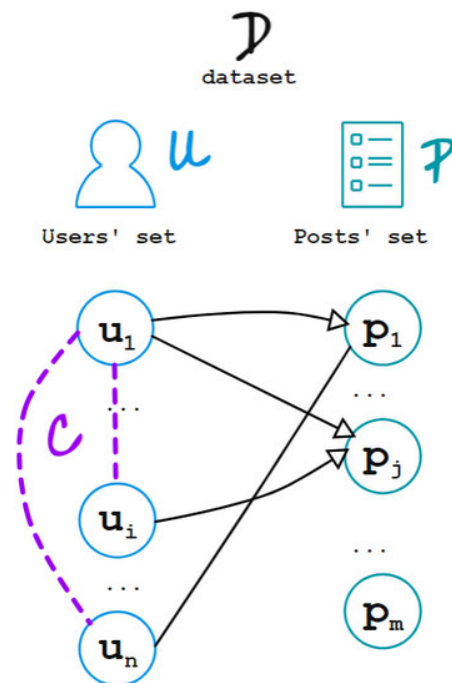 D
dataset
U
P
Users' set
Posts' set
u1
p1
...
...
C
pj
ui
...
...
pm
un